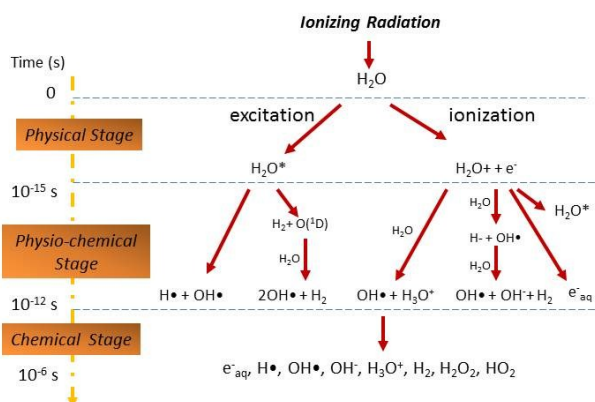 Ionizing Radiation
Time (s)
H₂O
0
excitation
ionization
Physical Stage
H₂O*
H₂O+ + e⁻
10⁻¹⁵ s
H₂+ O(¹D)
H₂O
H₂O
H₂O*
Physio-chemical
Stage
H- + OH•
H₂O
H₂O
10⁻¹² s
H• + OH•
2OH• + H₂
OH• + H₃O⁺
OH• + OH⁻+ H₂
e⁻aq
Chemical Stage
10⁻⁶ s
e⁻aq, H•, OH•, OH⁻, H₃O⁺, H₂, H₂O₂, HO₂